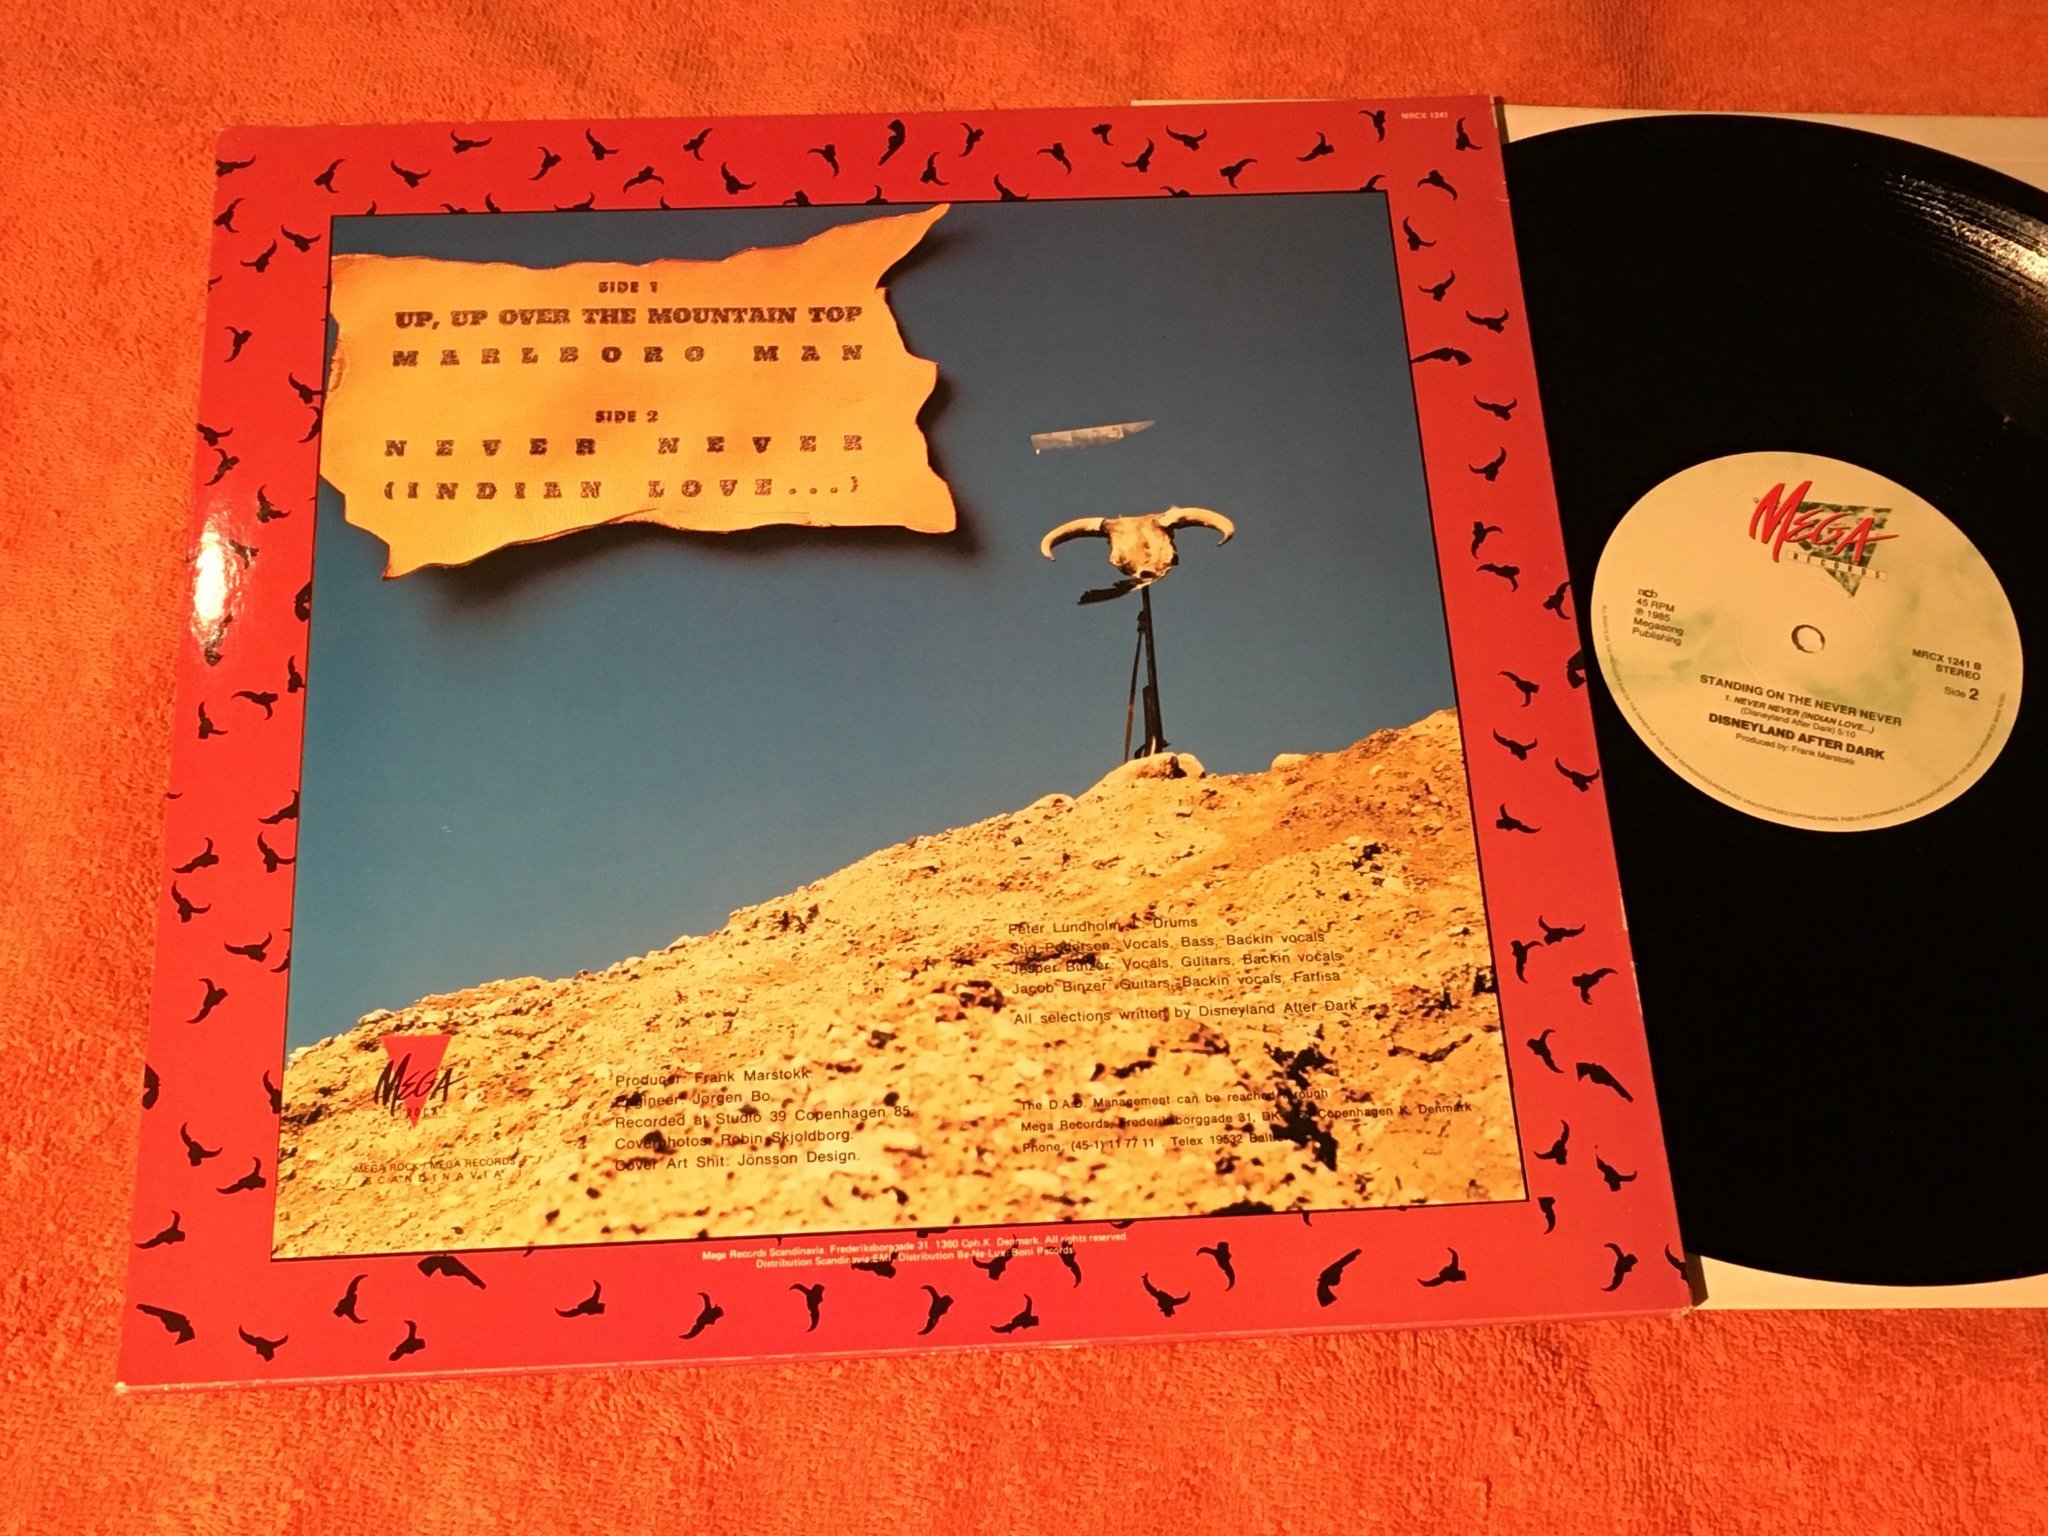 MRCX 1241
SIDE 1
UP, UP OVER THE MOUNTAIN TOP
MARLBORO MAN
SIDE 2
NEVER NEVER
(INDIAN LOVE...)
Peter Lundholm Drums
Stig Pedersen: Vocals, Bass, Backin vocals
Jesper Binzer: Vocals, Guitars, Backin vocals
Jacob Binzer: Guitars, Backin vocals, Farfisa
All selections written by Disneyland After Dark
MEGA
ROCK
MEGA ROCK / MEGA RECORDS
SCANDINAVIA
Producer: Frank Marstokk.
Engineer: Jørgen Bo.
Recorded at Studio 39 Copenhagen 85.
Coverphotos: Robin Skjoldborg.
Cover Art Shit: Jönsson Design.
The D.A.D. Management can be reached through
Mega Records, Frederiksborggade 31, DK Copenhagen K. Denmark
Phone: (45-1) 11 77 11 . Telex 19532
Mega Records Scandinavia, Frederiksborggade 31, 1360 Cph.K. Denmark. All rights reserved.
Distribution Scandinavia:EMI. Distribution Be-Ne-Lux: Boni Records
MEGA
RECORDS
ncb
45 RPM
℗ 1985
Megasong
Publishing
MRCX 1241 B
STEREO
Side 2
STANDING ON THE NEVER NEVER
1. NEVER NEVER (INDIAN LOVE...)
(Disneyland After Dark) 5:10
DISNEYLAND AFTER DARK
Produced by: Frank Marstokk